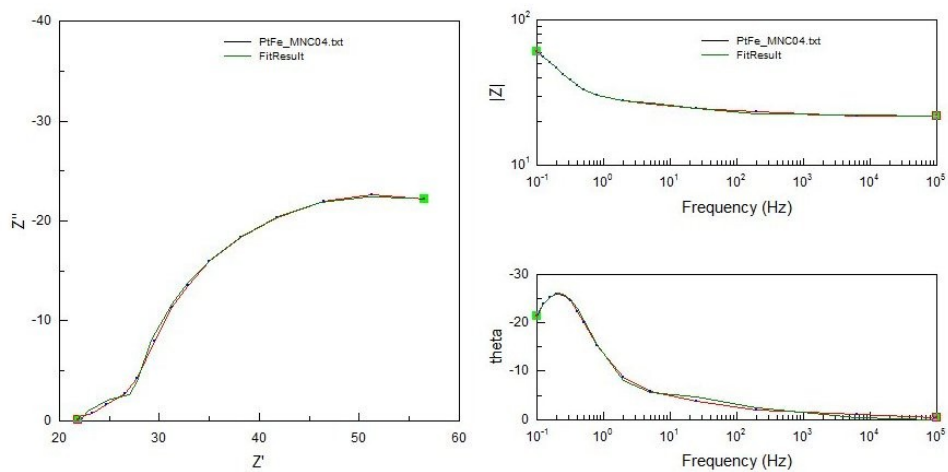 -40
-30
-20
-10
0
20
30
40
50
60
Z''
Z'
PtFe_MNC04.txt
FitResult
10²
10¹
|Z|
PtFe_MNC04.txt
FitResult
10⁻¹ 10⁰ 10¹ 10² 10³ 10⁴ 10⁵
Frequency (Hz)
-30
-20
-10
0
theta
10⁻¹ 10⁰ 10¹ 10² 10³ 10⁴ 10⁵
Frequency (Hz)